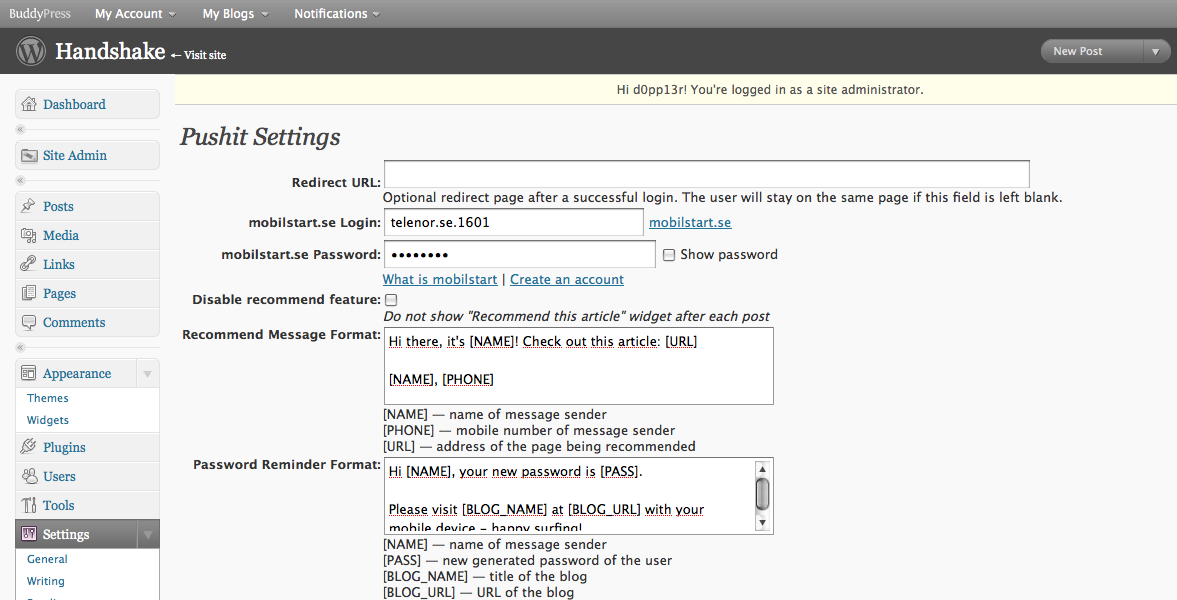 BuddyPress My Account My Blogs Notifications
Handshake ← Visit site New Post
Hi d0pp13r! You're logged in as a site administrator.
Dashboard
Site Admin
Posts
Media
Links
Pages
Comments
Appearance
Themes
Widgets
Plugins
Users
Tools
Settings
General
Writing
Pushit Settings
Redirect URL:
Optional redirect page after a successful login. The user will stay on the same page if this field is left blank.
mobilstart.se Login: telenor.se.1601 mobilstart.se
mobilstart.se Password: •••••••• Show password
What is mobilstart | Create an account
Disable recommend feature:
Do not show "Recommend this article" widget after each post
Recommend Message Format:
Hi there, it's [NAME]! Check out this article: [URL]
[NAME], [PHONE]
[NAME] — name of message sender
[PHONE] — mobile number of message sender
[URL] — address of the page being recommended
Password Reminder Format:
Hi [NAME], your new password is [PASS].
Please visit [BLOG_NAME] at [BLOG_URL] with your
mobile device – happy surfing!
[NAME] — name of message sender
[PASS] — new generated password of the user
[BLOG_NAME] — title of the blog
[BLOG_URL] — URL of the blog